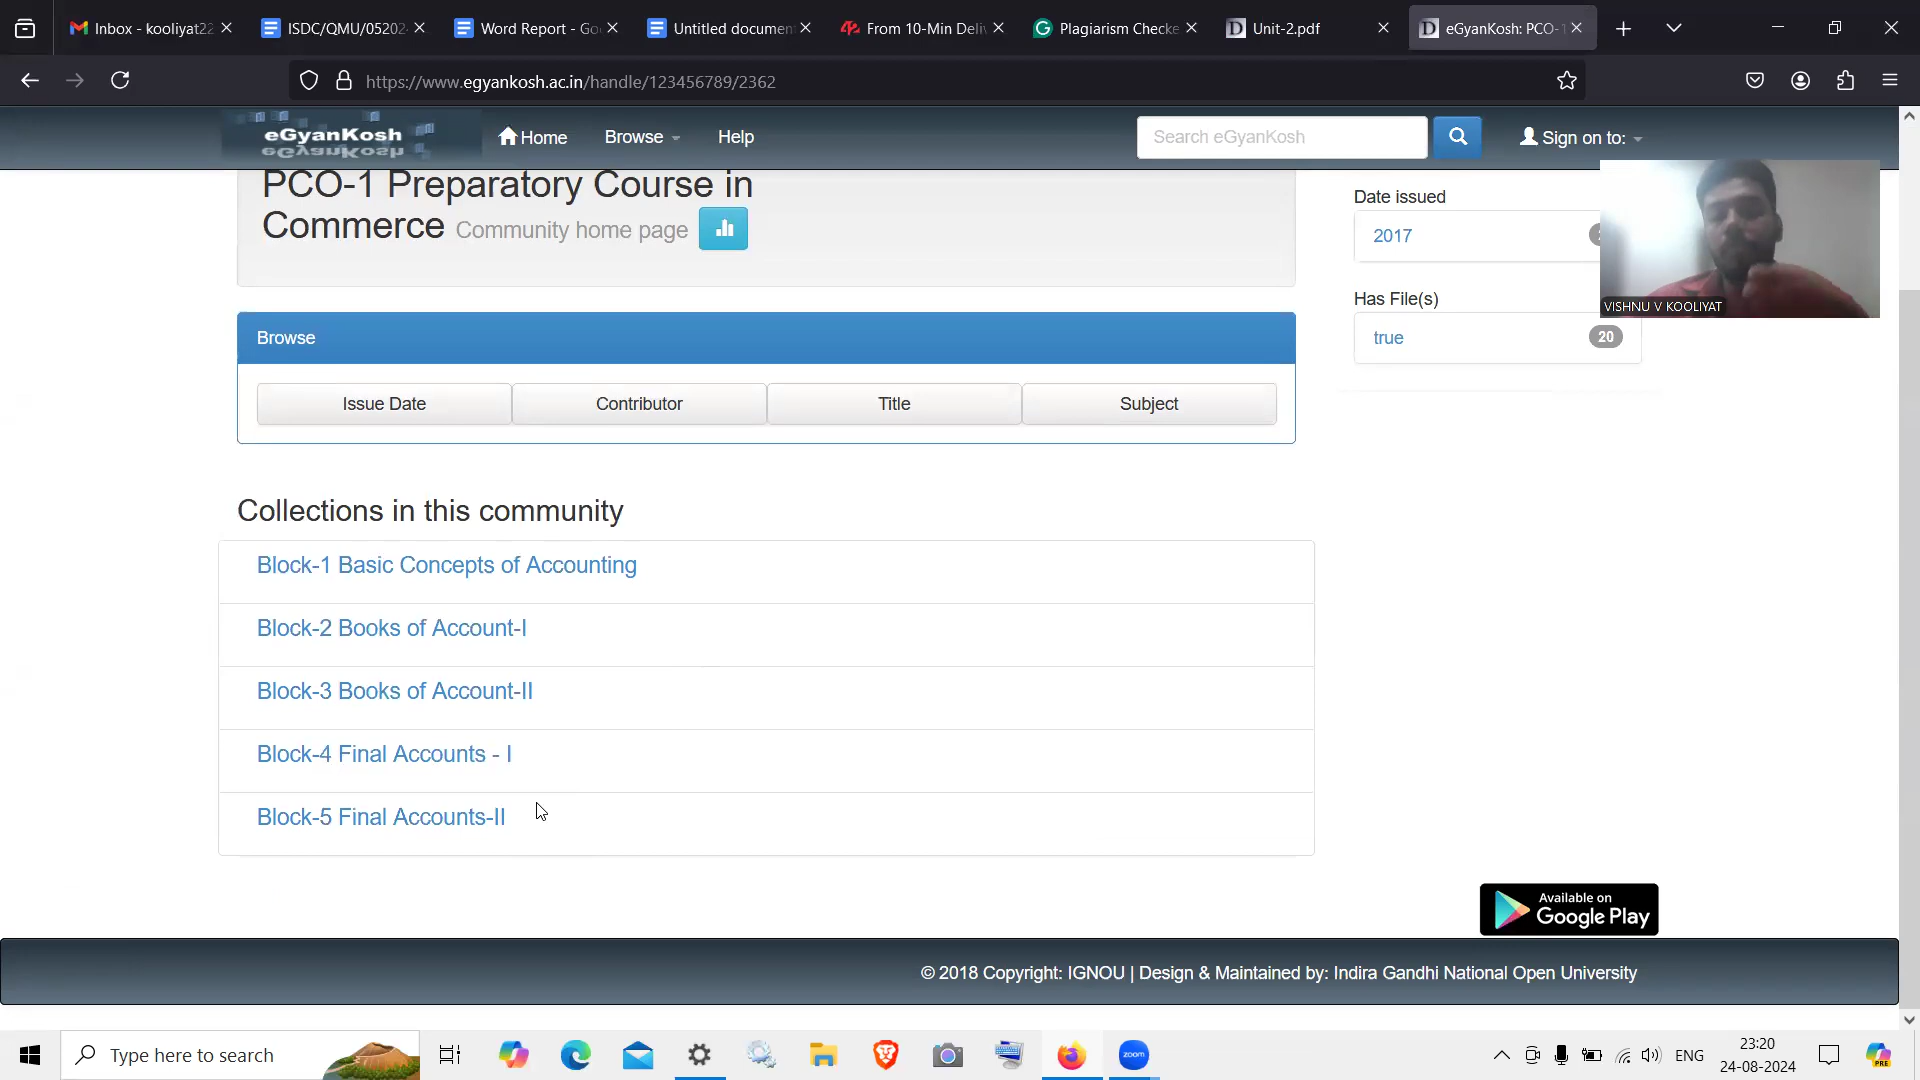 Inbox - kooliyat22
ISDC/QMU/05202
Word Report - Go
Untitled documen
From 10-Min Deliv
Plagiarism Checke
Unit-2.pdf
eGyanKosh: PCO-1
https://www.egyankosh.ac.in/handle/123456789/2362
eGyanKosh
Home
Browse
Help
Search eGyanKosh
Sign on to:
PCO-1 Preparatory Course in
Commerce Community home page
Date issued
2017
Has File(s)
true 20
VISHNU V KOOLIYAT
Browse
Issue Date
Contributor
Title
Subject
Collections in this community
Block-1 Basic Concepts of Accounting
Block-2 Books of Account-I
Block-3 Books of Account-II
Block-4 Final Accounts - I
Block-5 Final Accounts-II
Available on
Google Play
© 2018 Copyright: IGNOU | Design & Maintained by: Indira Gandhi National Open University
Type here to search
zoom
ENG
23:20
24-08-2024
PRE